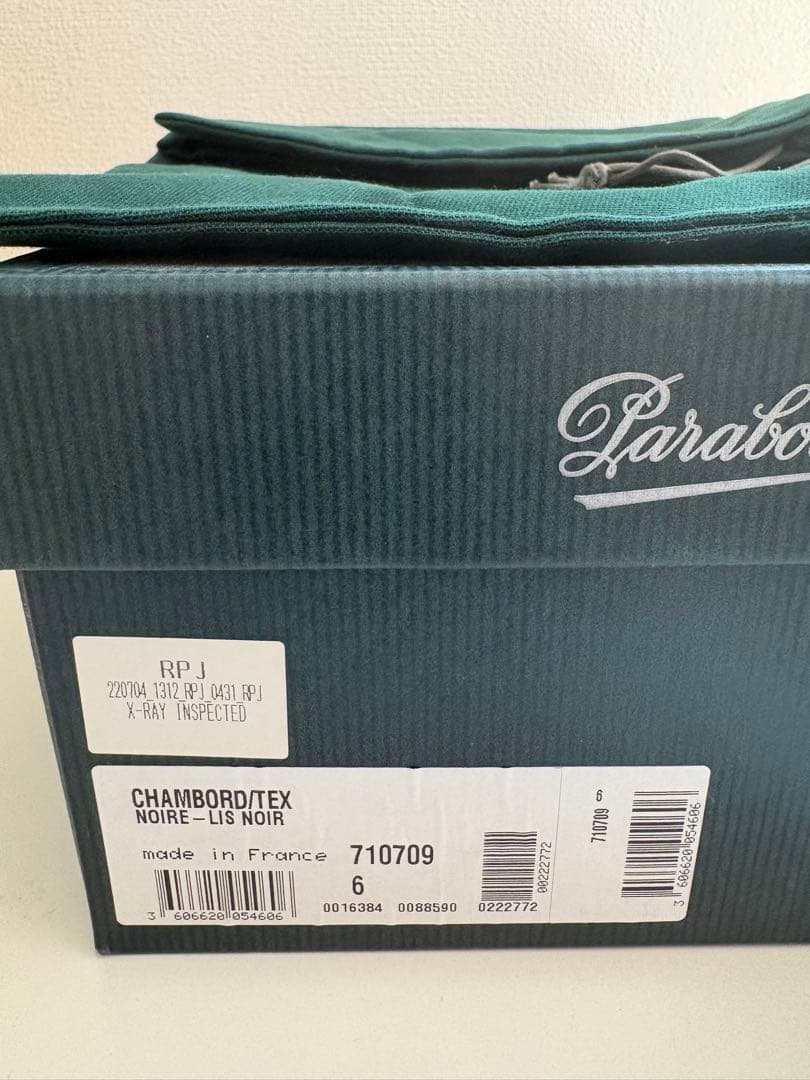 Parabo
RPJ
220704_1312_RPJ_0431_RPJ
X-RAY INSPECTED
CHAMBORD/TEX
NOIRE–LIS NOIR
made in France 710709
6
3 606620 054606
0016384 0088590 0222772
00222772
6
710709
3 606620 054606